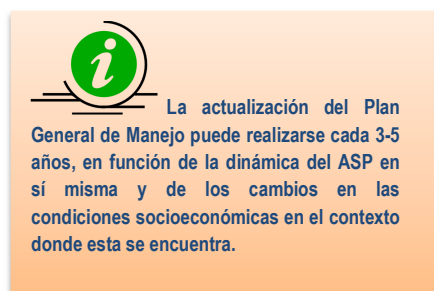 La actualización del Plan
General de Manejo puede realizarse cada 3-5
años, en función de la dinámica del ASP en
sí misma y de los cambios en las
condiciones socioeconómicas en el contexto
donde esta se encuentra.